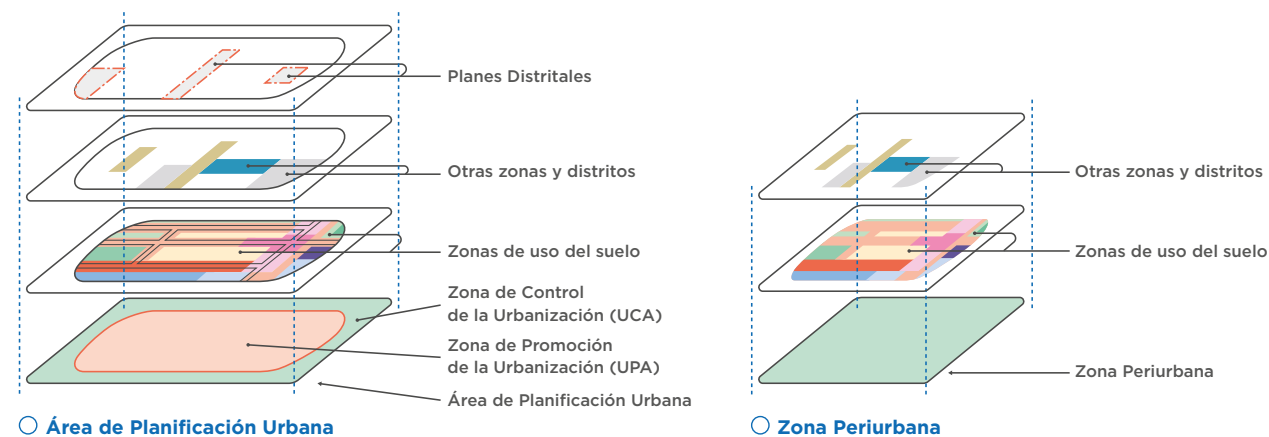 Planes Distritales
Otras zonas y distritos
Zonas de uso del suelo
Zona de Control
de la Urbanización (UCA)
Zona de Promoción
de la Urbanización (UPA)
Área de Planificación Urbana
Área de Planificación Urbana
Otras zonas y distritos
Zonas de uso del suelo
Zona Periurbana
Zona Periurbana